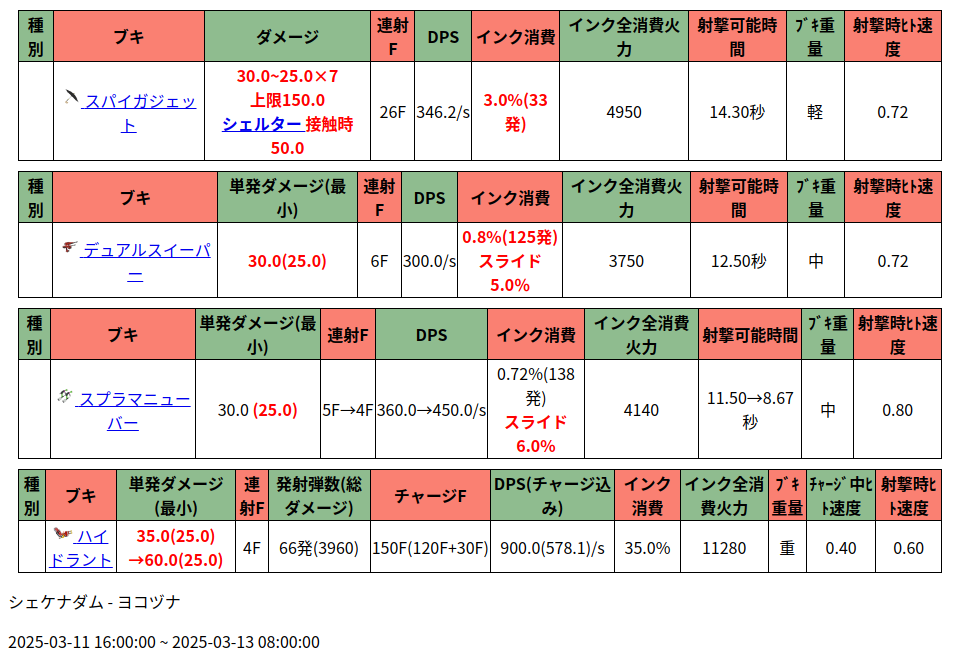 種別 ブキ ダメージ 連射F DPS インク消費 インク全消費火力 射撃可能時間 ﾌﾞｷ重量 射撃時ﾋﾄ速度
スパイガジェット 30.0~25.0×7 上限150.0 シェルター 接触時50.0 26F 346.2/s 3.0%(33発) 4950 14.30秒 軽 0.72
種別 ブキ 単発ダメージ(最小) 連射F DPS インク消費 インク全消費火力 射撃可能時間 ﾌﾞｷ重量 射撃時ﾋﾄ速度
デュアルスイーパー 30.0(25.0) 6F 300.0/s 0.8%(125発) スライド5.0% 3750 12.50秒 中 0.72
種別 ブキ 単発ダメージ(最小) 連射F DPS インク消費 インク全消費火力 射撃可能時間 ﾌﾞｷ重量 射撃時ﾋﾄ速度
スプラマニューバー 30.0 (25.0) 5F→4F 360.0→450.0/s 0.72%(138発) スライド6.0% 4140 11.50→8.67秒 中 0.80
種別 ブキ 単発ダメージ(最小) 連射F 発射弾数(総ダメージ) チャージF DPS(チャージ込み) インク消費 インク全消費火力 ﾌﾞｷ重量 ﾁｬｰｼﾞ中ﾋﾄ速度 射撃時ﾋﾄ速度
ハイドラント 35.0(25.0)→60.0(25.0) 4F 66発(3960) 150F(120F+30F) 900.0(578.1)/s 35.0% 11280 重 0.40 0.60
シェケナダム - ヨコヅナ
2025-03-11 16:00:00 ~ 2025-03-13 08:00:00